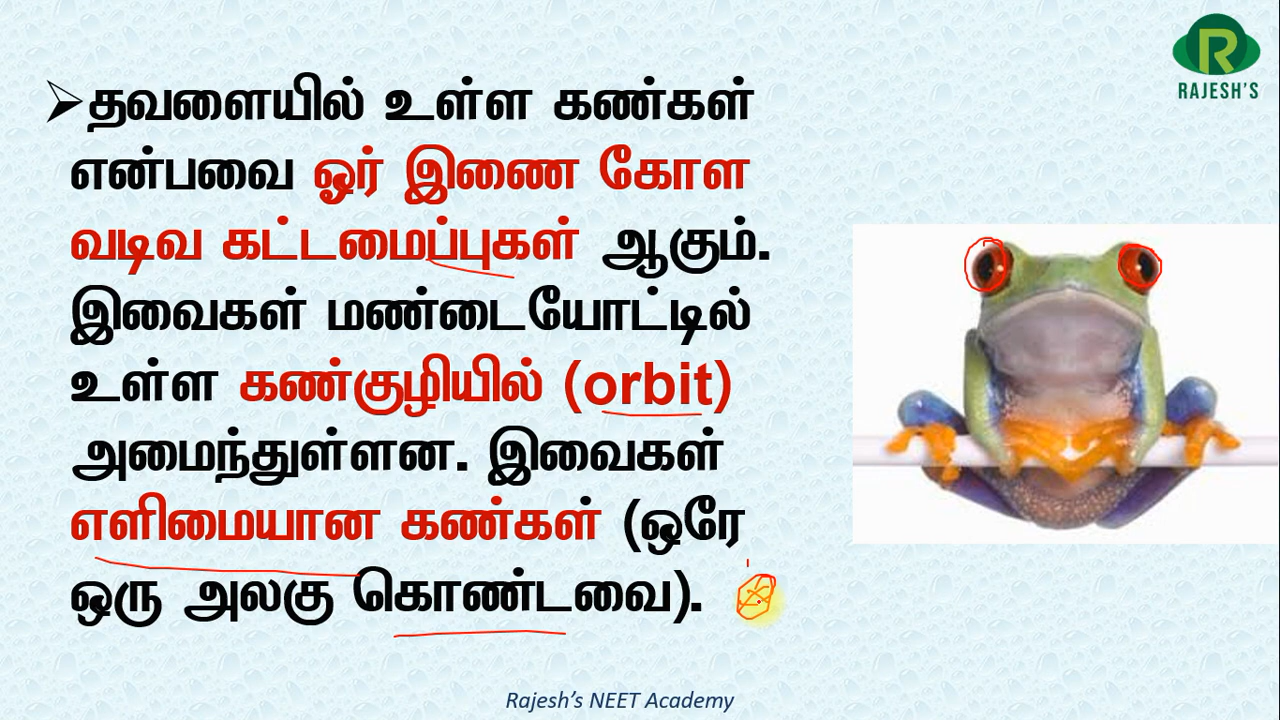 R
RAJESH'S
➢தவளையில் உள்ள கண்கள்
என்பவை ஓர் இணை கோள
வடிவ கட்டமைப்புகள் ஆகும்.
இவைகள் மண்டையோட்டில்
உள்ள கண்குழியில் (orbit)
அமைந்துள்ளன. இவைகள்
எளிமையான கண்கள் (ஒரே
ஒரு அலகு கொண்டவை).
Rajesh's NEET Academy